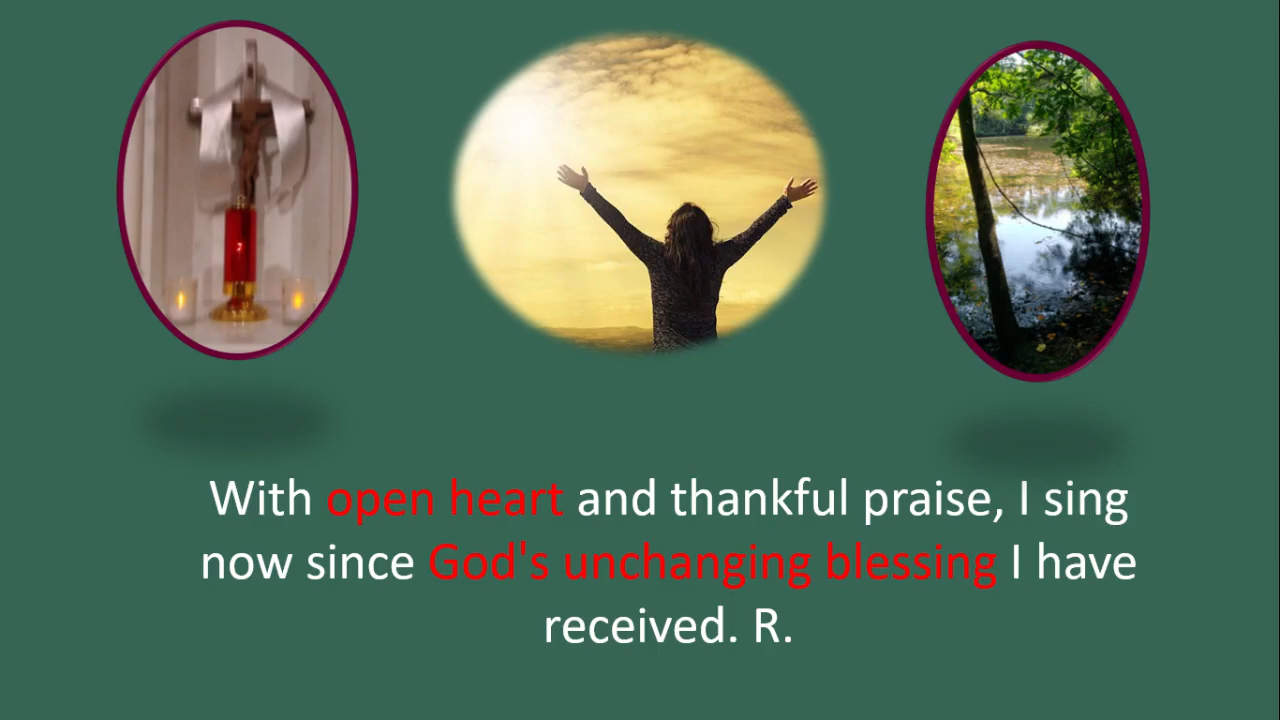 With open heart and thankful praise, I sing
now since God's unchanging blessing I have
received. R.